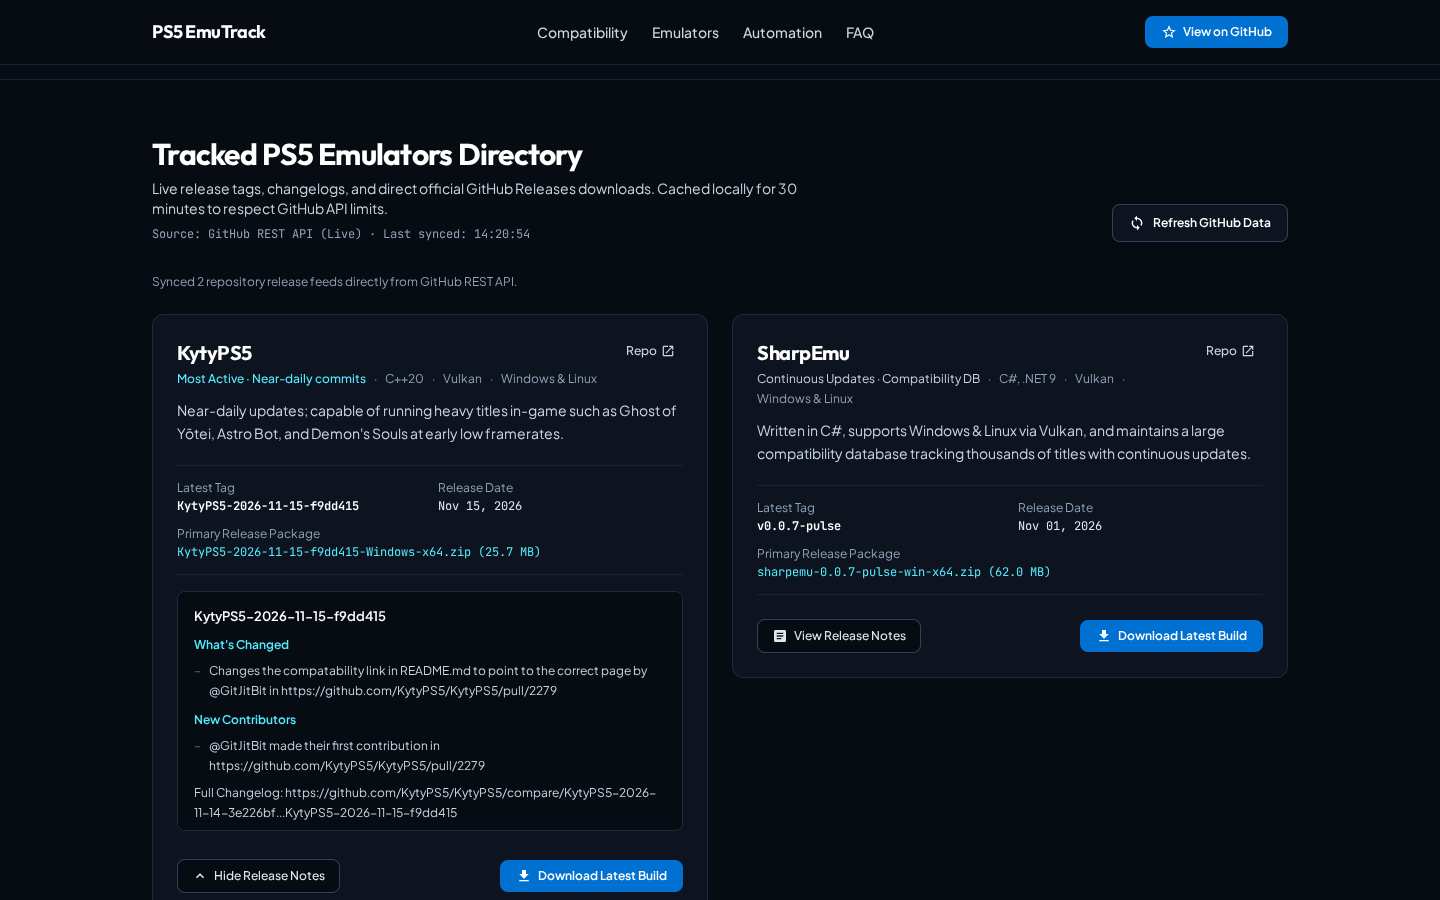 PS5 EmuTrack
Compatibility
Emulators
Automation
FAQ
View on GitHub
Tracked PS5 Emulators Directory
Live release tags, changelogs, and direct official GitHub Releases downloads. Cached locally for 30
minutes to respect GitHub API limits.
Source: GitHub REST API (Live) · Last synced: 14:20:54
Refresh GitHub Data
Synced 2 repository release feeds directly from GitHub REST API.
KytyPS5
Repo
Most Active · Near-daily commits · C++20 · Vulkan · Windows & Linux
Near-daily updates; capable of running heavy titles in-game such as Ghost of
Yōtei, Astro Bot, and Demon's Souls at early low framerates.
Latest Tag
KytyPS5-2026-11-15-f9dd415
Release Date
Nov 15, 2026
Primary Release Package
KytyPS5-2026-11-15-f9dd415-Windows-x64.zip (25.7 MB)
KytyPS5-2026-11-15-f9dd415
What's Changed
– Changes the compatability link in README.md to point to the correct page by
@GitJitBit in https://github.com/KytyPS5/KytyPS5/pull/2279
New Contributors
– @GitJitBit made their first contribution in
https://github.com/KytyPS5/KytyPS5/pull/2279
Full Changelog: https://github.com/KytyPS5/KytyPS5/compare/KytyPS5-2026-
11-14-3e226bf...KytyPS5-2026-11-15-f9dd415
Hide Release Notes
Download Latest Build
SharpEmu
Repo
Continuous Updates · Compatibility DB · C#, .NET 9 · Vulkan ·
Windows & Linux
Written in C#, supports Windows & Linux via Vulkan, and maintains a large
compatibility database tracking thousands of titles with continuous updates.
Latest Tag
v0.0.7-pulse
Release Date
Nov 01, 2026
Primary Release Package
sharpemu-0.0.7-pulse-win-x64.zip (62.0 MB)
View Release Notes
Download Latest Build